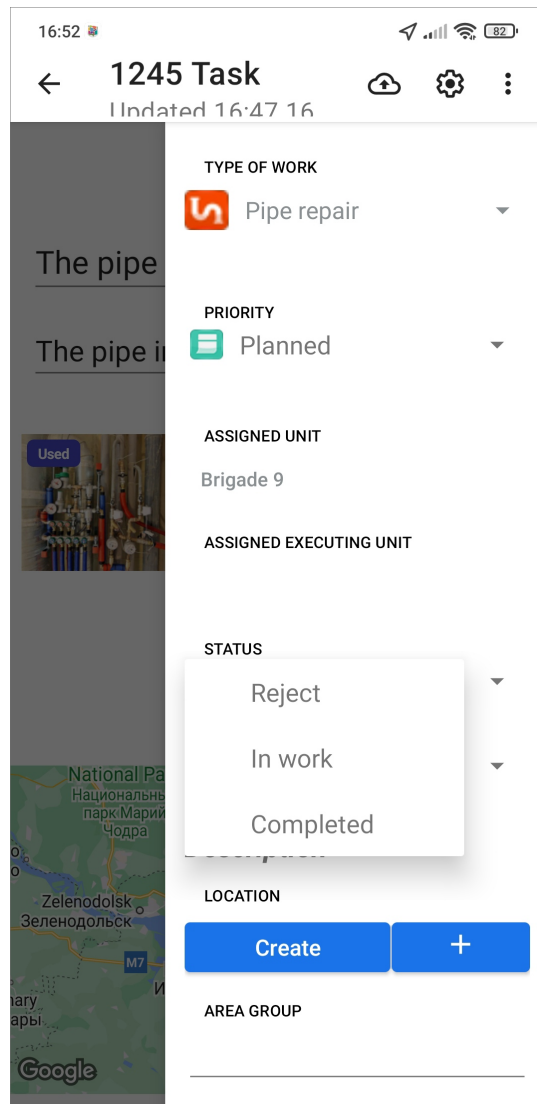 16:52
82
1245 Task
Updated 16:47 16
TYPE OF WORK
Pipe repair
The pipe
PRIORITY
Planned
The pipe
ASSIGNED UNIT
Used
Brigade 9
ASSIGNED EXECUTING UNIT
STATUS
Reject
In work
Completed
National
Националь
парк Марий
Чодра
Zelenodolsk
Зеленодольск
M7
LOCATION
Create
+
AREA GROUP
Google